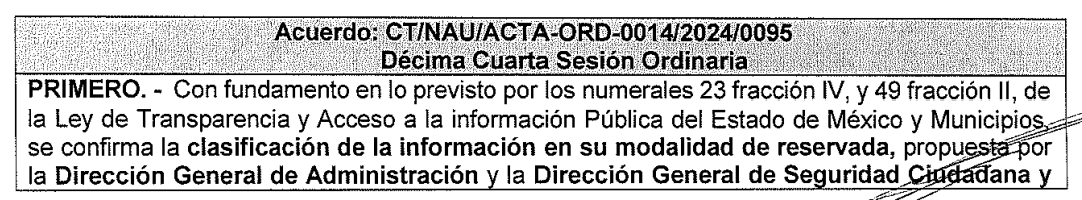 Acuerdo: CT/NAU/ACTA-ORD-0014/2024/0095
Décima Cuarta Sesión Ordinaria
PRIMERO. - Con fundamento en lo previsto por los numerales 23 fracción IV, y 49 fracción II, de
la Ley de Transparencia y Acceso a la información Pública del Estado de México y Municipios,
se confirma la clasificación de la información en su modalidad de reservada, propuesta por
la Dirección General de Administración y la Dirección General de Seguridad Ciudadana y